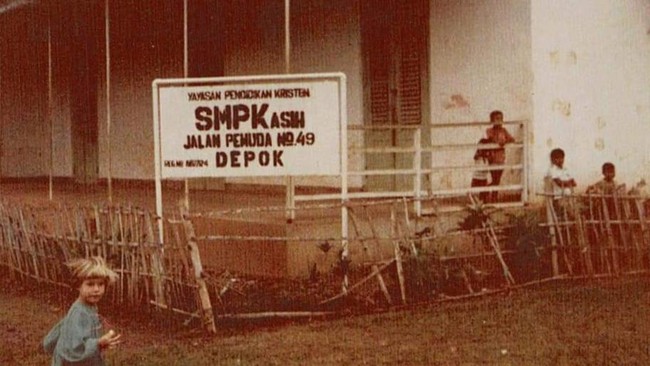 YAYASAN PENDIDIKAN KRISTEN
SMPKASIH
JALAN PEMUDA NO.49
DEPOK